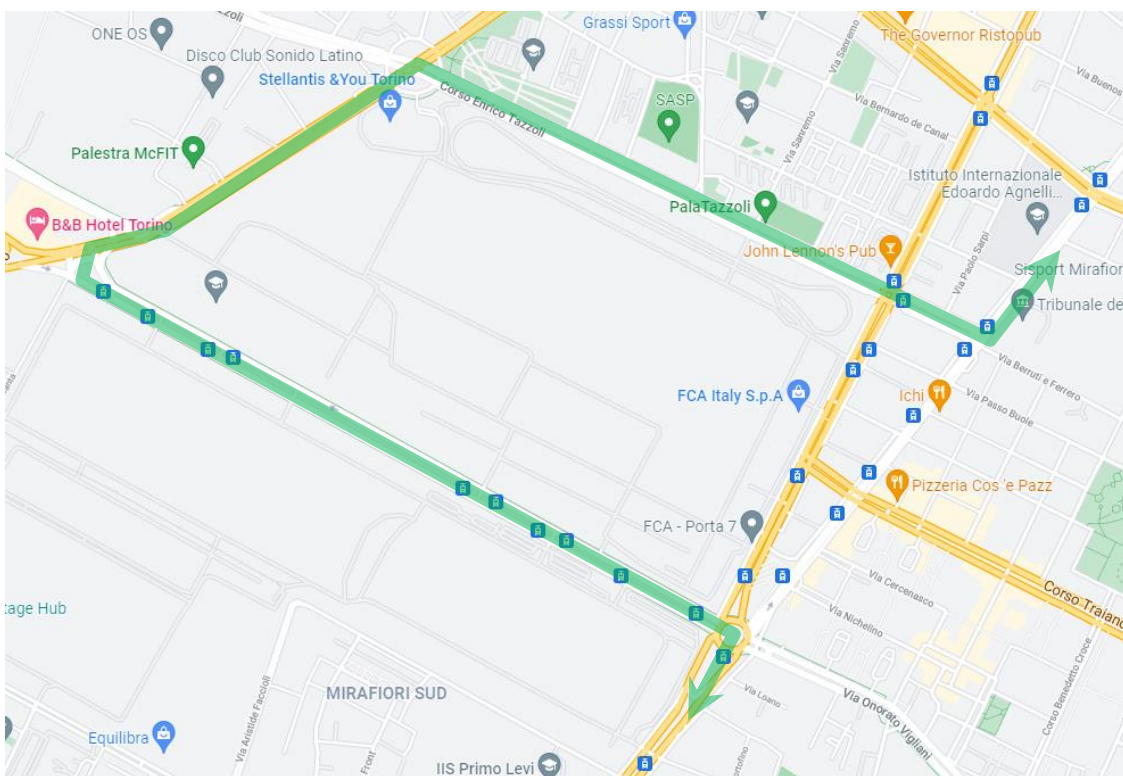 Grassi Sport
The Governor Ristopub
ONE OS
Disco Club Sonido Latino
Stellantis &You Torino
Corso Enrico Tazzoli
SASP
Via Sanremo
Via Buenos
Via Bernardo de Canal
Via Sanremo
Palestra McFIT
Istituto Internazionale
Edoardo Agnelli...
PalaTazzoli
B&B Hotel Torino
John Lennon's Pub
Via Paolo Sarpi
Sisport Mirafior
Tribunale de
Via Berruti e Ferrero
FCA Italy S.p.A
Ichi
Via Passo Buole
Pizzeria Cos 'e Pazz
FCA - Porta 7
Via Cercenasco
Corso Traiano
tage Hub
Via Nichelino
MIRAFIORI SUD
Via Loano
Via Onorato Vigliani
Corso Benedetto Croce
Via Aristide Faccioli
Equilibra
Front
IIS Primo Levi